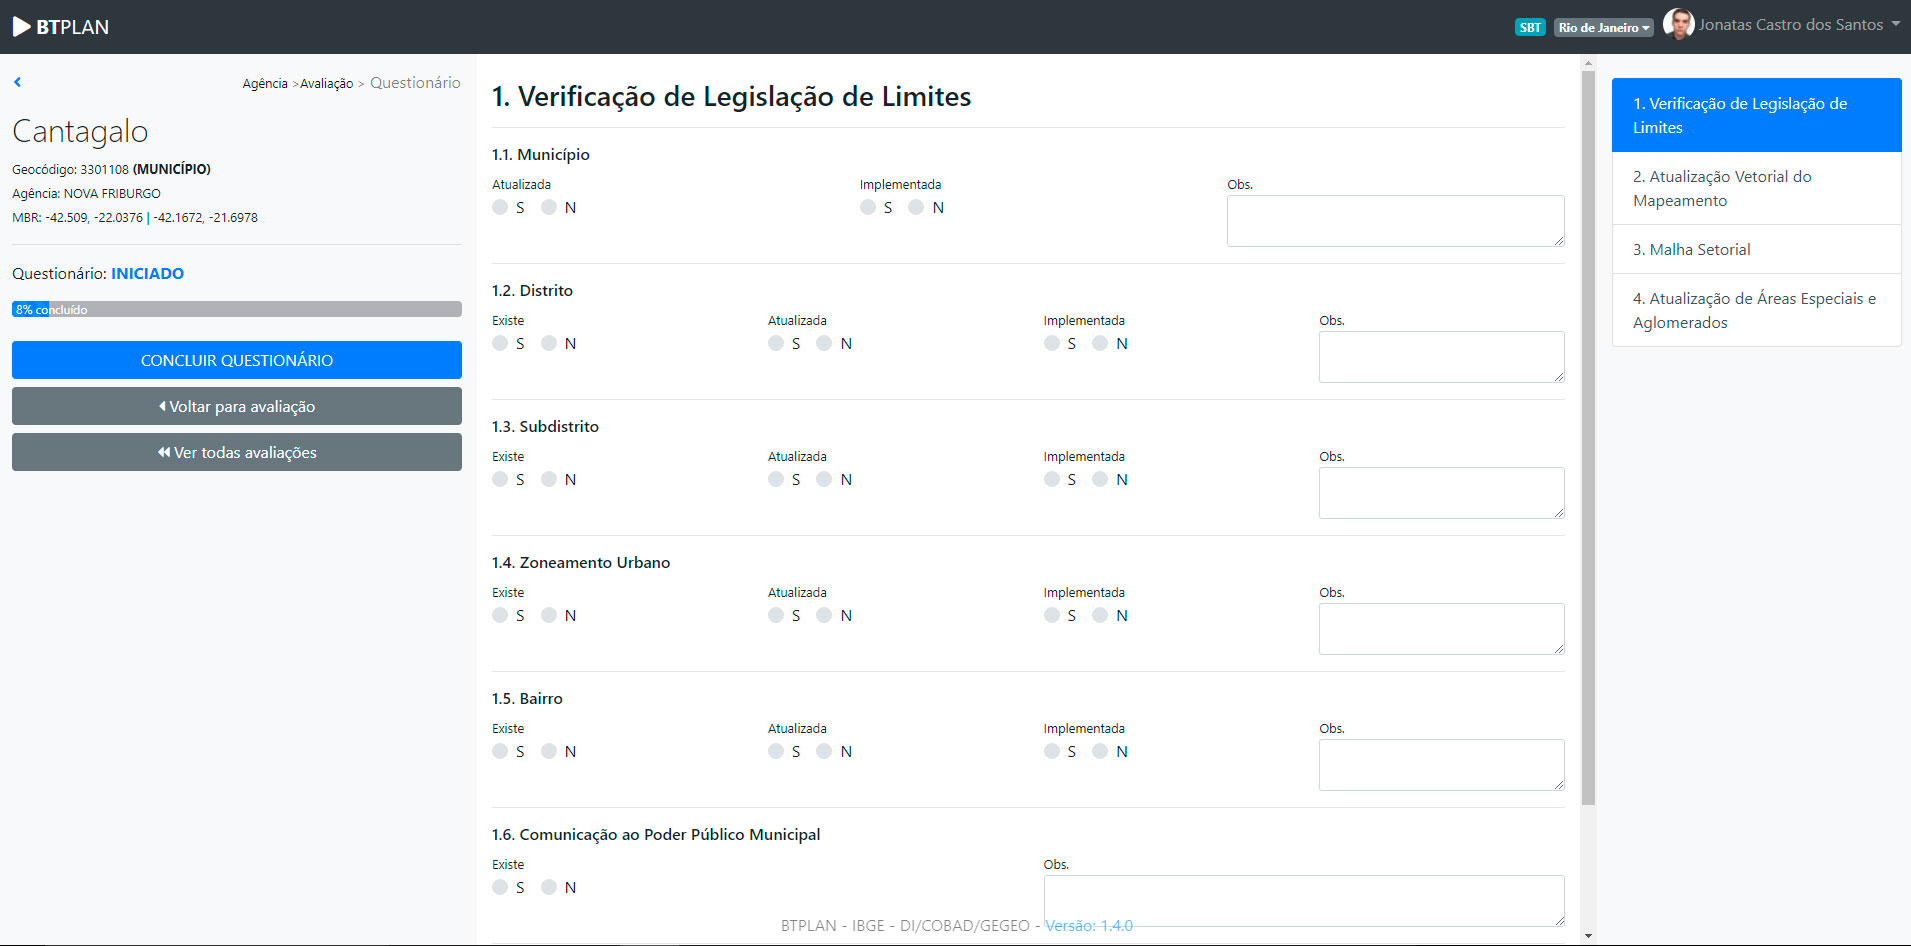 BTPLAN
SBT Rio de Janeiro Jonatas Castro dos Santos
Agência > Avaliação > Questionário
Cantagalo
Geocódigo: 3301108 (MUNICÍPIO)
Agência: NOVA FRIBURGO
MBR: -42.509, -22.0376 | -42.1672, -21.6978
Questionário: INICIADO
8% concluído
CONCLUIR QUESTIONÁRIO
Voltar para avaliação
Ver todas avaliações
1. Verificação de Legislação de Limites
1.1. Município
Atualizada Implementada Obs.
S N S N
1.2. Distrito
Existe Atualizada Implementada Obs.
S N S N S N
1.3. Subdistrito
Existe Atualizada Implementada Obs.
S N S N S N
1.4. Zoneamento Urbano
Existe Atualizada Implementada Obs.
S N S N S N
1.5. Bairro
Existe Atualizada Implementada Obs.
S N S N S N
1.6. Comunicação ao Poder Público Municipal
Existe Obs.
S N
BTPLAN - IBGE - DI/COBAD/GEGEO - Versão: 1.4.0
1. Verificação de Legislação de
Limites
2. Atualização Vetorial do
Mapeamento
3. Malha Setorial
4. Atualização de Áreas Especiais e
Aglomerados